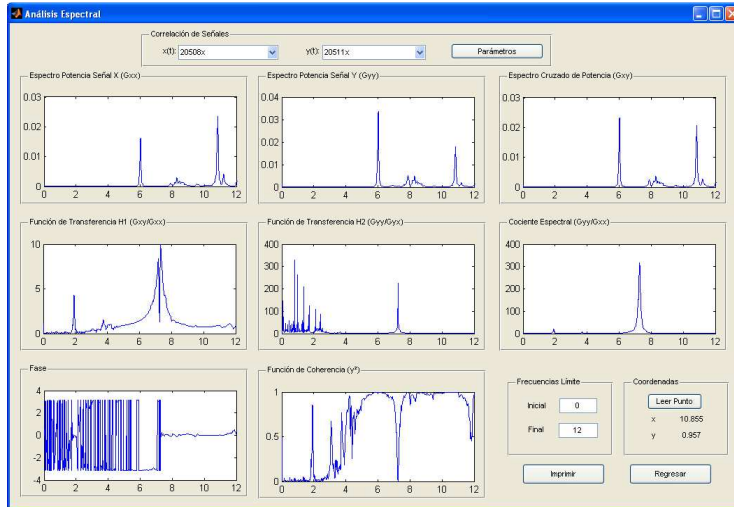 Análisis Espectral
Correlación de Señales
x(t): 20508x y(t): 20511x Parámetros
Espectro Potencia Señal X (Gxx)
0.03
0.02
0.01
0
0 2 4 6 8 10 12
Espectro Potencia Señal Y (Gyy)
0.04
0.03
0.02
0.01
0
0 2 4 6 8 10 12
Espectro Cruzado de Potencia (Gxy)
0.03
0.02
0.01
0
0 2 4 6 8 10 12
Función de Transferencia H1 (Gxy/Gxx)
10
5
0
0 2 4 6 8 10 12
Función de Transferencia H2 (Gyy/Gyx)
400
300
200
100
0
0 2 4 6 8 10 12
Cociente Espectral (Gyy/Gxx)
400
300
200
100
0
0 2 4 6 8 10 12
Fase
4
2
0
-2
-4
0 2 4 6 8 10 12
Función de Coherencia (γ²)
1
0.5
0
0 2 4 6 8 10 12
Frecuencias Límite
Inicial 0
Final 12
Coordenadas
Leer Punto
x 10.855
y 0.957
Imprimir
Regresar